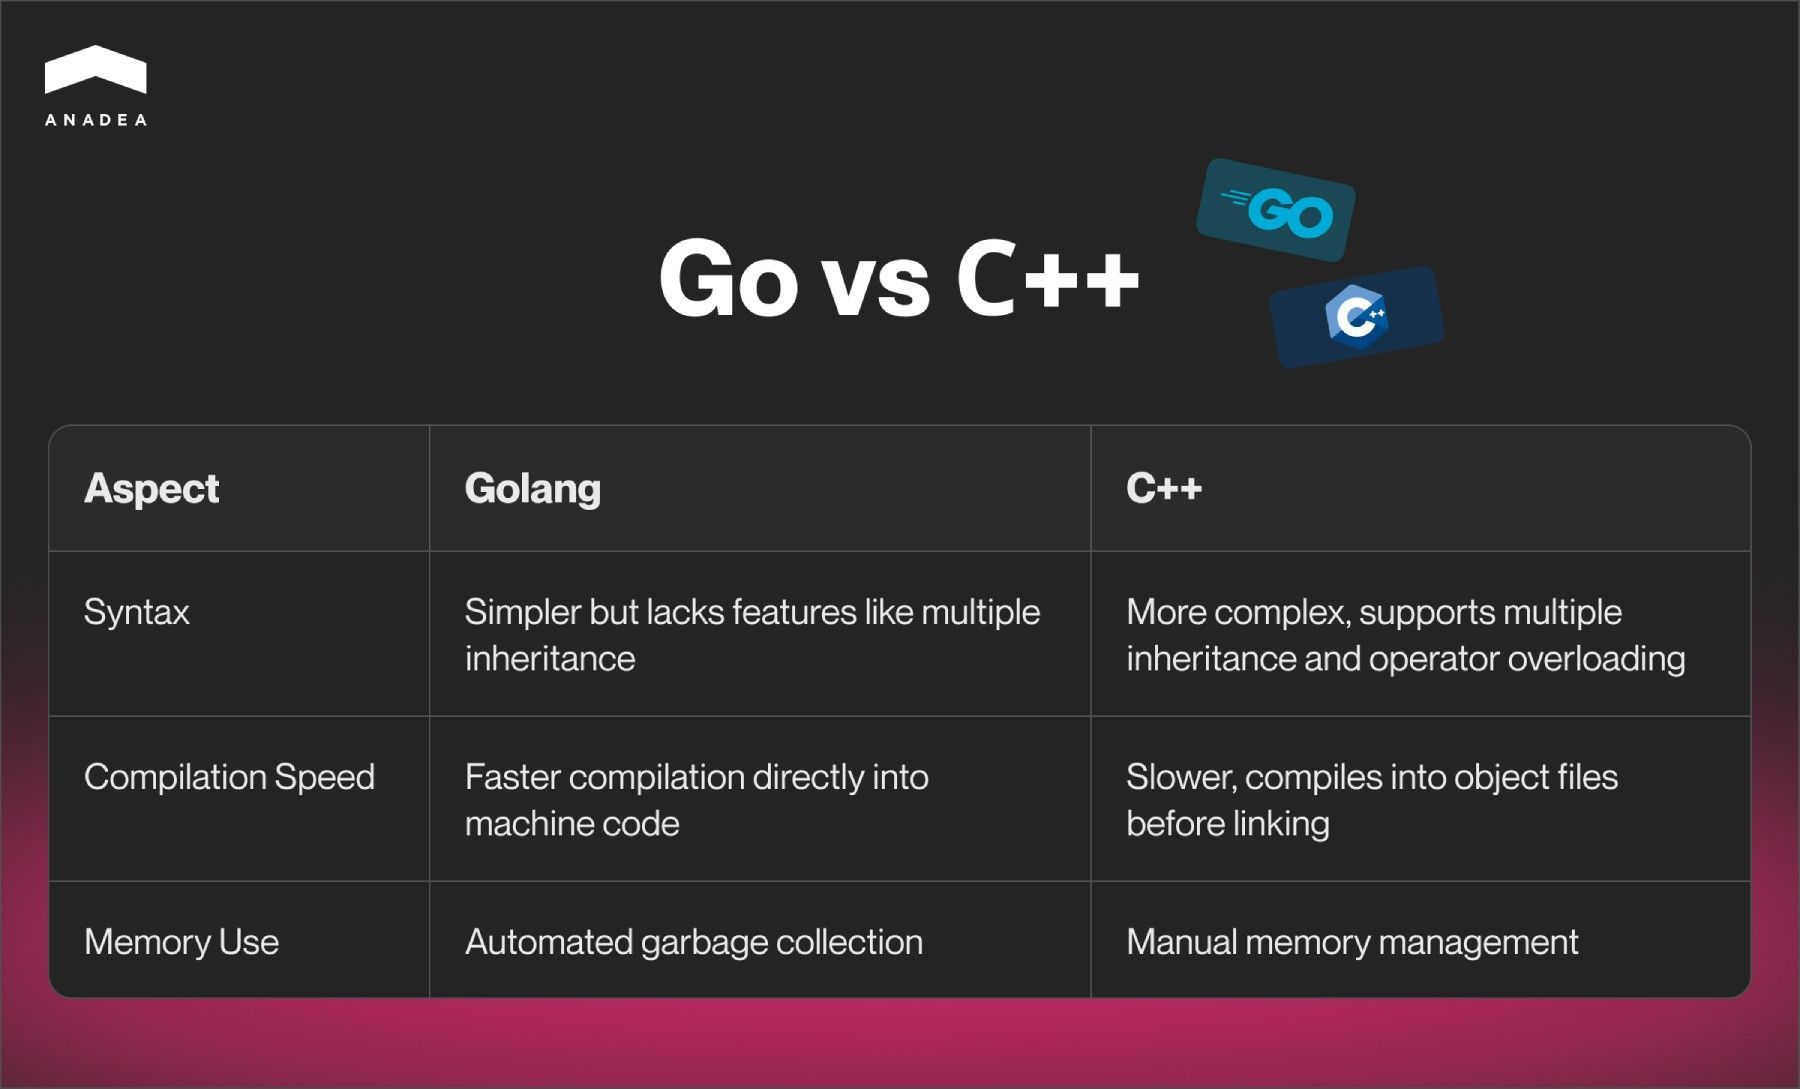 ANADEA
GO
Go vs C++
C++
Aspect
Golang
C++
Syntax
Simpler but lacks features like multiple
inheritance
More complex, supports multiple
inheritance and operator overloading
Compilation Speed
Faster compilation directly into
machine code
Slower, compiles into object files
before linking
Memory Use
Automated garbage collection
Manual memory management